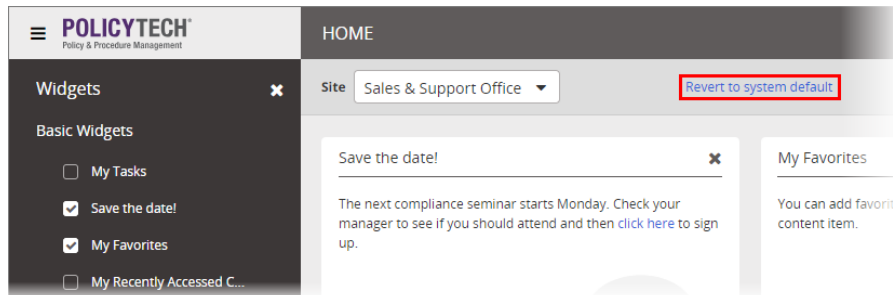 POLICYTECH®
Policy & Procedure Management
HOME
Widgets
Basic Widgets
My Tasks
Save the date!
My Favorites
My Recently Accessed C...
Site
Sales & Support Office
Revert to system default
Save the date!
The next compliance seminar starts Monday. Check your
manager to see if you should attend and then click here to sign
up.
My Favorites
You can add favorit
content item.